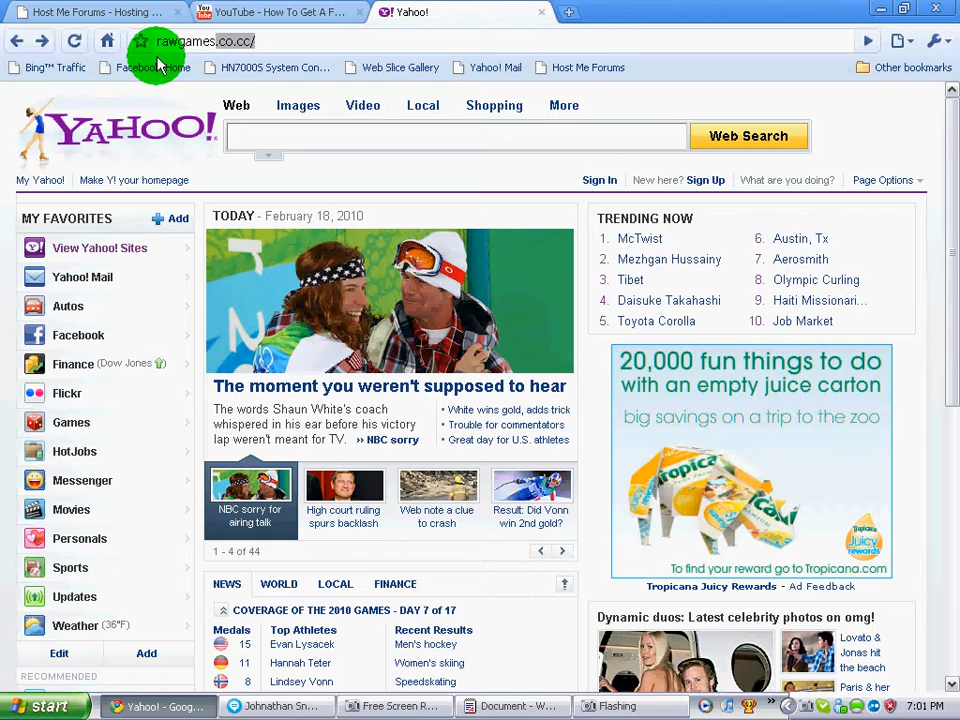 Host Me Forums - Hosting ...
YouTube - How To Get A F...
Yahoo!
rawgames.co.cc/
Bing™ Traffic
Facebook Home
HN7000S System Con...
Web Slice Gallery
Yahoo! Mail
Host Me Forums
Other bookmarks
YAHOO!
Web
Images
Video
Local
Shopping
More
Web Search
My Yahoo!
Make Y! your homepage
Sign In
New here? Sign Up
What are you doing?
Page Options
MY FAVORITES
Add
View Yahoo! Sites
Yahoo! Mail
Autos
Facebook
Finance (Dow Jones)
Flickr
Games
HotJobs
Messenger
Movies
Personals
Sports
Updates
Weather (36°F)
Edit
Add
RECOMMENDED
TODAY - February 18, 2010
The moment you weren't supposed to hear
The words Shaun White's coach
whispered in his ear before his victory
lap weren't meant for TV. ›› NBC sorry
• White wins gold, adds trick
• Trouble for commentators
• Great day for U.S. athletes
NBC sorry for
airing talk
High court ruling
spurs backlash
Web note a clue
to crash
Result: Did Vonn
win 2nd gold?
1 - 4 of 44
NEWS
WORLD
LOCAL
FINANCE
COVERAGE OF THE 2010 GAMES - DAY 7 of 17
Medals
15
11
8
Top Athletes
Evan Lysacek
Hannah Teter
Lindsey Vonn
Recent Results
Men's hockey
Women's skiing
Speedskating
TRENDING NOW
1. McTwist
2. Mezhgan Hussainy
3. Tibet
4. Daisuke Takahashi
5. Toyota Corolla
6. Austin, Tx
7. Aerosmith
8. Olympic Curling
9. Haiti Missionari...
10. Job Market
20,000 fun things to do
with an empty juice carton
big savings on a trip to the zoo
Tropicana
Juicy
rewards
To find your reward go to Tropicana.com
Tropicana Juicy Rewards - Ad Feedback
Dynamic duos: Latest celebrity photos on omg!
Lovato &
Jonas hit
the beach
Paris & her
start
Yahoo! - Goog...
Johnathan Sn...
Free Screen R...
Document - W...
Flashing
7:01 PM